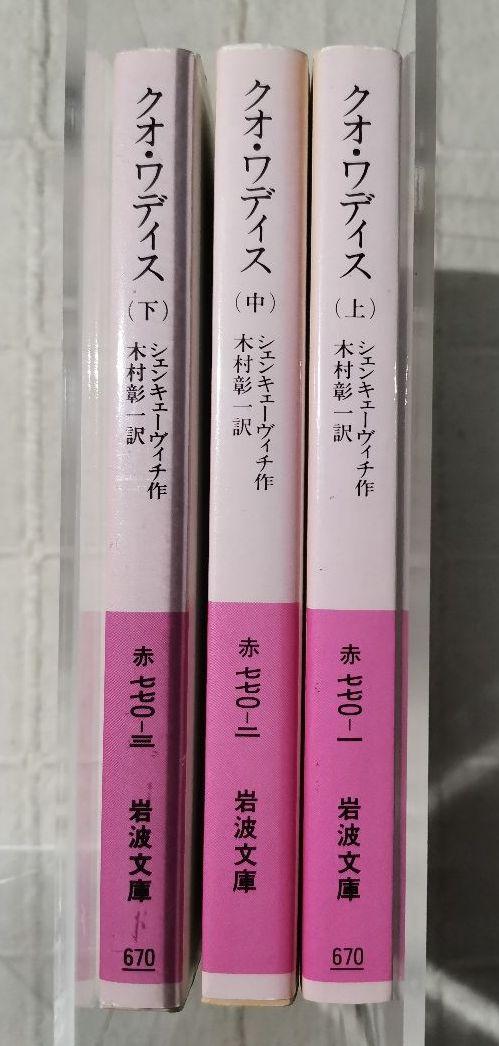 クオ・ワディス
（上）
シェンキェーヴィチ作
木村彰一訳
赤 七七〇-一
岩波文庫
670
クオ・ワディス
（中）
シェンキェーヴィチ作
木村彰一訳
赤 七七〇-二
岩波文庫
クオ・ワディス
（下）
シェンキェーヴィチ作
木村彰一訳
赤 七七〇-三
岩波文庫
670